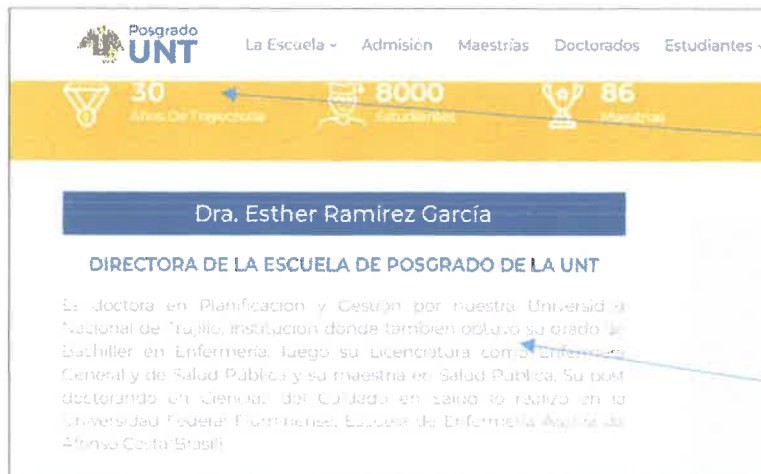 Posgrado
UNT
La Escuela
Admisión
Maestrías
Doctorados
Estudiantes
30
Años De Trayectoria
8000
Estudiantes
86
Maestrías
Dra. Esther Ramírez García
DIRECTORA DE LA ESCUELA DE POSGRADO DE LA UNT
Es doctora en Planificación y Gestión por nuestra Universidad
Nacional de Trujillo, institución donde también obtuvo su grado de
Bachiller en Enfermería, luego su Licenciatura como Enfermera
General y de Salud Pública y su maestría en Salud Pública. Su post
doctorando en Ciencias del Cuidado en Salud lo realizó en la
Universidad Federal Fluminense, Escuela de Enfermería de
Afonso Costa(Brasil)